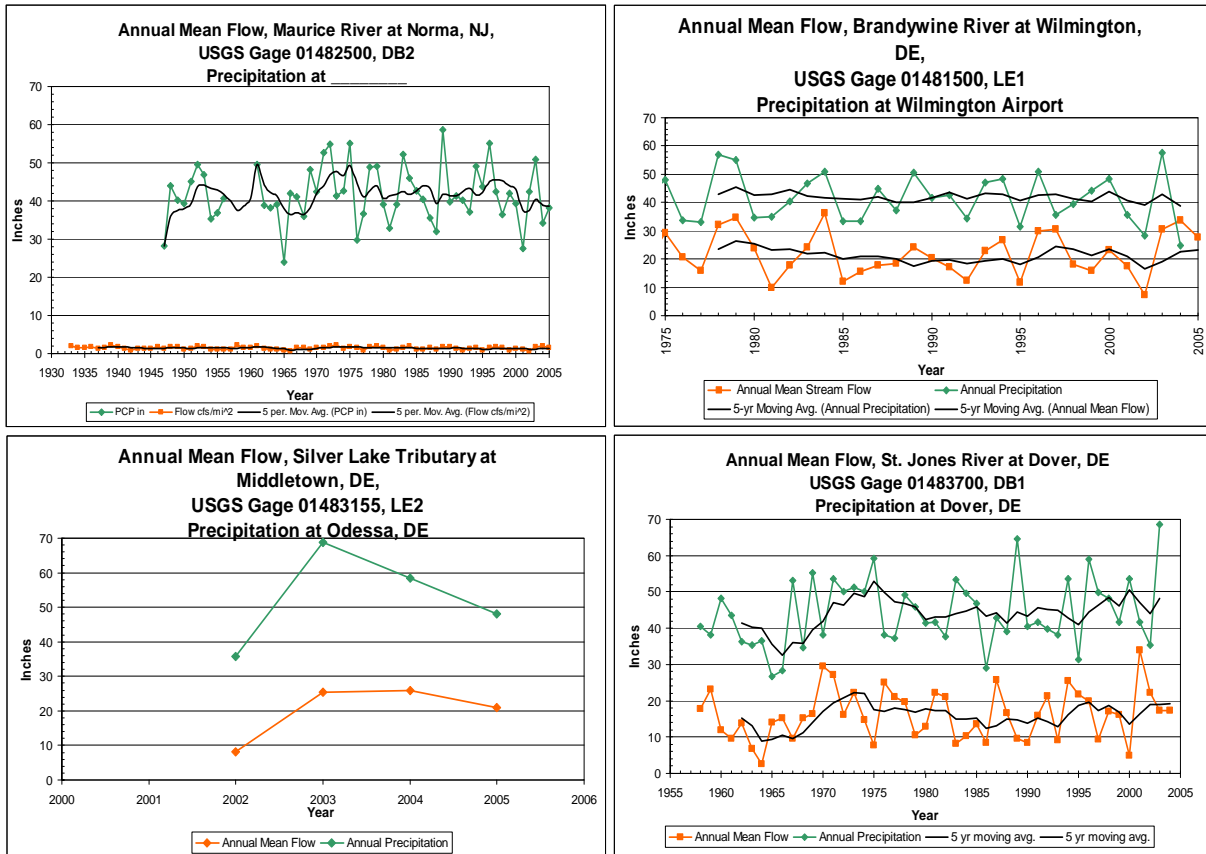 Annual Mean Flow, Maurice River at Norma, NJ,
USGS Gage 01482500, DB2
Precipitation at ________
70
60
50
40
30
20
10
0
Inches
1930 1935 1940 1945 1950 1955 1960 1965 1970 1975 1980 1985 1990 1995 2000 2005
Year
PCP in Flow cfs/mi^2 5 per. Mov. Avg. (PCP in) 5 per. Mov. Avg. (Flow cfs/mi^2)
Annual Mean Flow, Brandywine River at Wilmington,
DE,
USGS Gage 01481500, LE1
Precipitation at Wilmington Airport
70
60
50
40
30
20
10
0
Inches
1975 1980 1985 1990 1995 2000 2005
Year
Annual Mean Stream Flow Annual Precipitation
5-yr Moving Avg. (Annual Precipitation) 5-yr Moving Avg. (Annual Mean Flow)
Annual Mean Flow, Silver Lake Tributary at
Middletown, DE,
USGS Gage 01483155, LE2
Precipitation at Odessa, DE
70
60
50
40
30
20
10
0
Inches
2000 2001 2002 2003 2004 2005 2006
Year
Annual Mean Flow Annual Precipitation
Annual Mean Flow, St. Jones River at Dover, DE
USGS Gage 01483700, DB1
Precipitation at Dover, DE
70
60
50
40
30
20
10
0
Inches
1955 1960 1965 1970 1975 1980 1985 1990 1995 2000 2005
Year
Annual Mean Flow Annual Precipitation 5 yr moving avg. 5 yr moving avg.